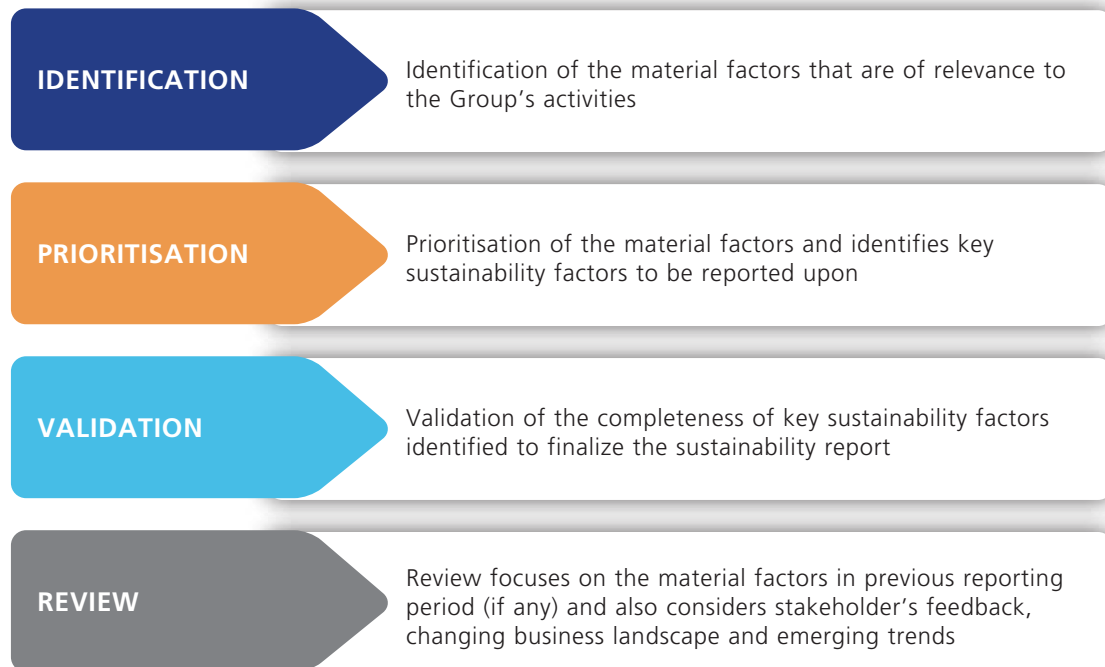 IDENTIFICATION
Identification of the material factors that are of relevance to
the Group's activities
PRIORITISATION
Prioritisation of the material factors and identifies key
sustainability factors to be reported upon
VALIDATION
Validation of the completeness of key sustainability factors
identified to finalize the sustainability report
REVIEW
Review focuses on the material factors in previous reporting
period (if any) and also considers stakeholder's feedback,
changing business landscape and emerging trends